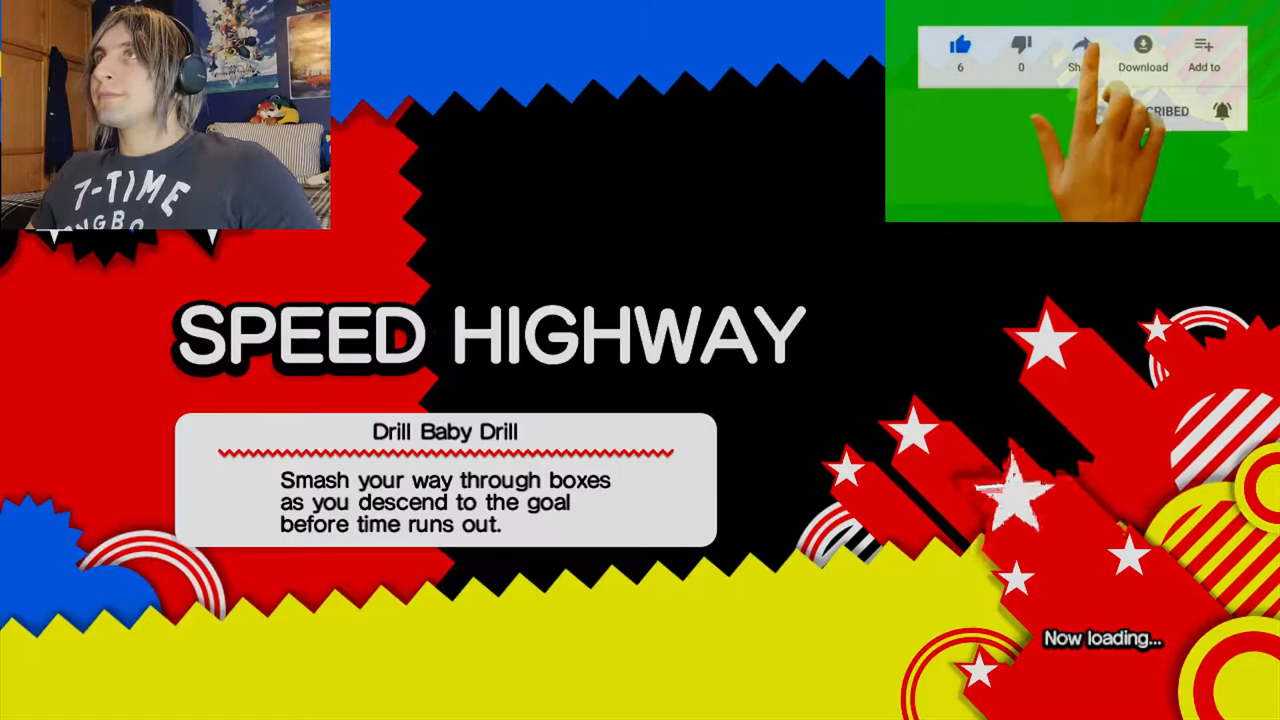 7-TIME
6
0
Download
Add to
SPEED HIGHWAY
Drill Baby Drill
Smash your way through boxes
as you descend to the goal
before time runs out.
Now loading...